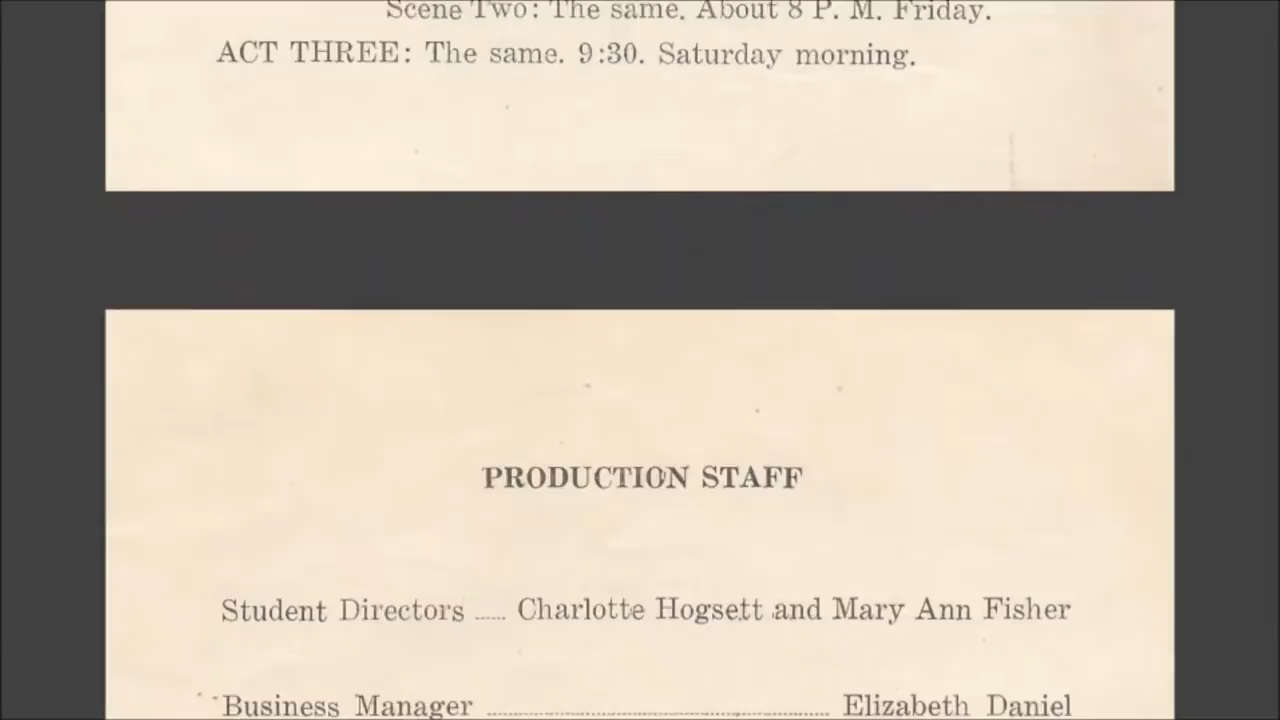 Scene Two: The same. About 8 P. M. Friday.
ACT THREE: The same. 9:30. Saturday morning.
PRODUCTION STAFF
Student Directors ..... Charlotte Hogsett and Mary Ann Fisher
Business Manager ........................................ Elizabeth Daniel